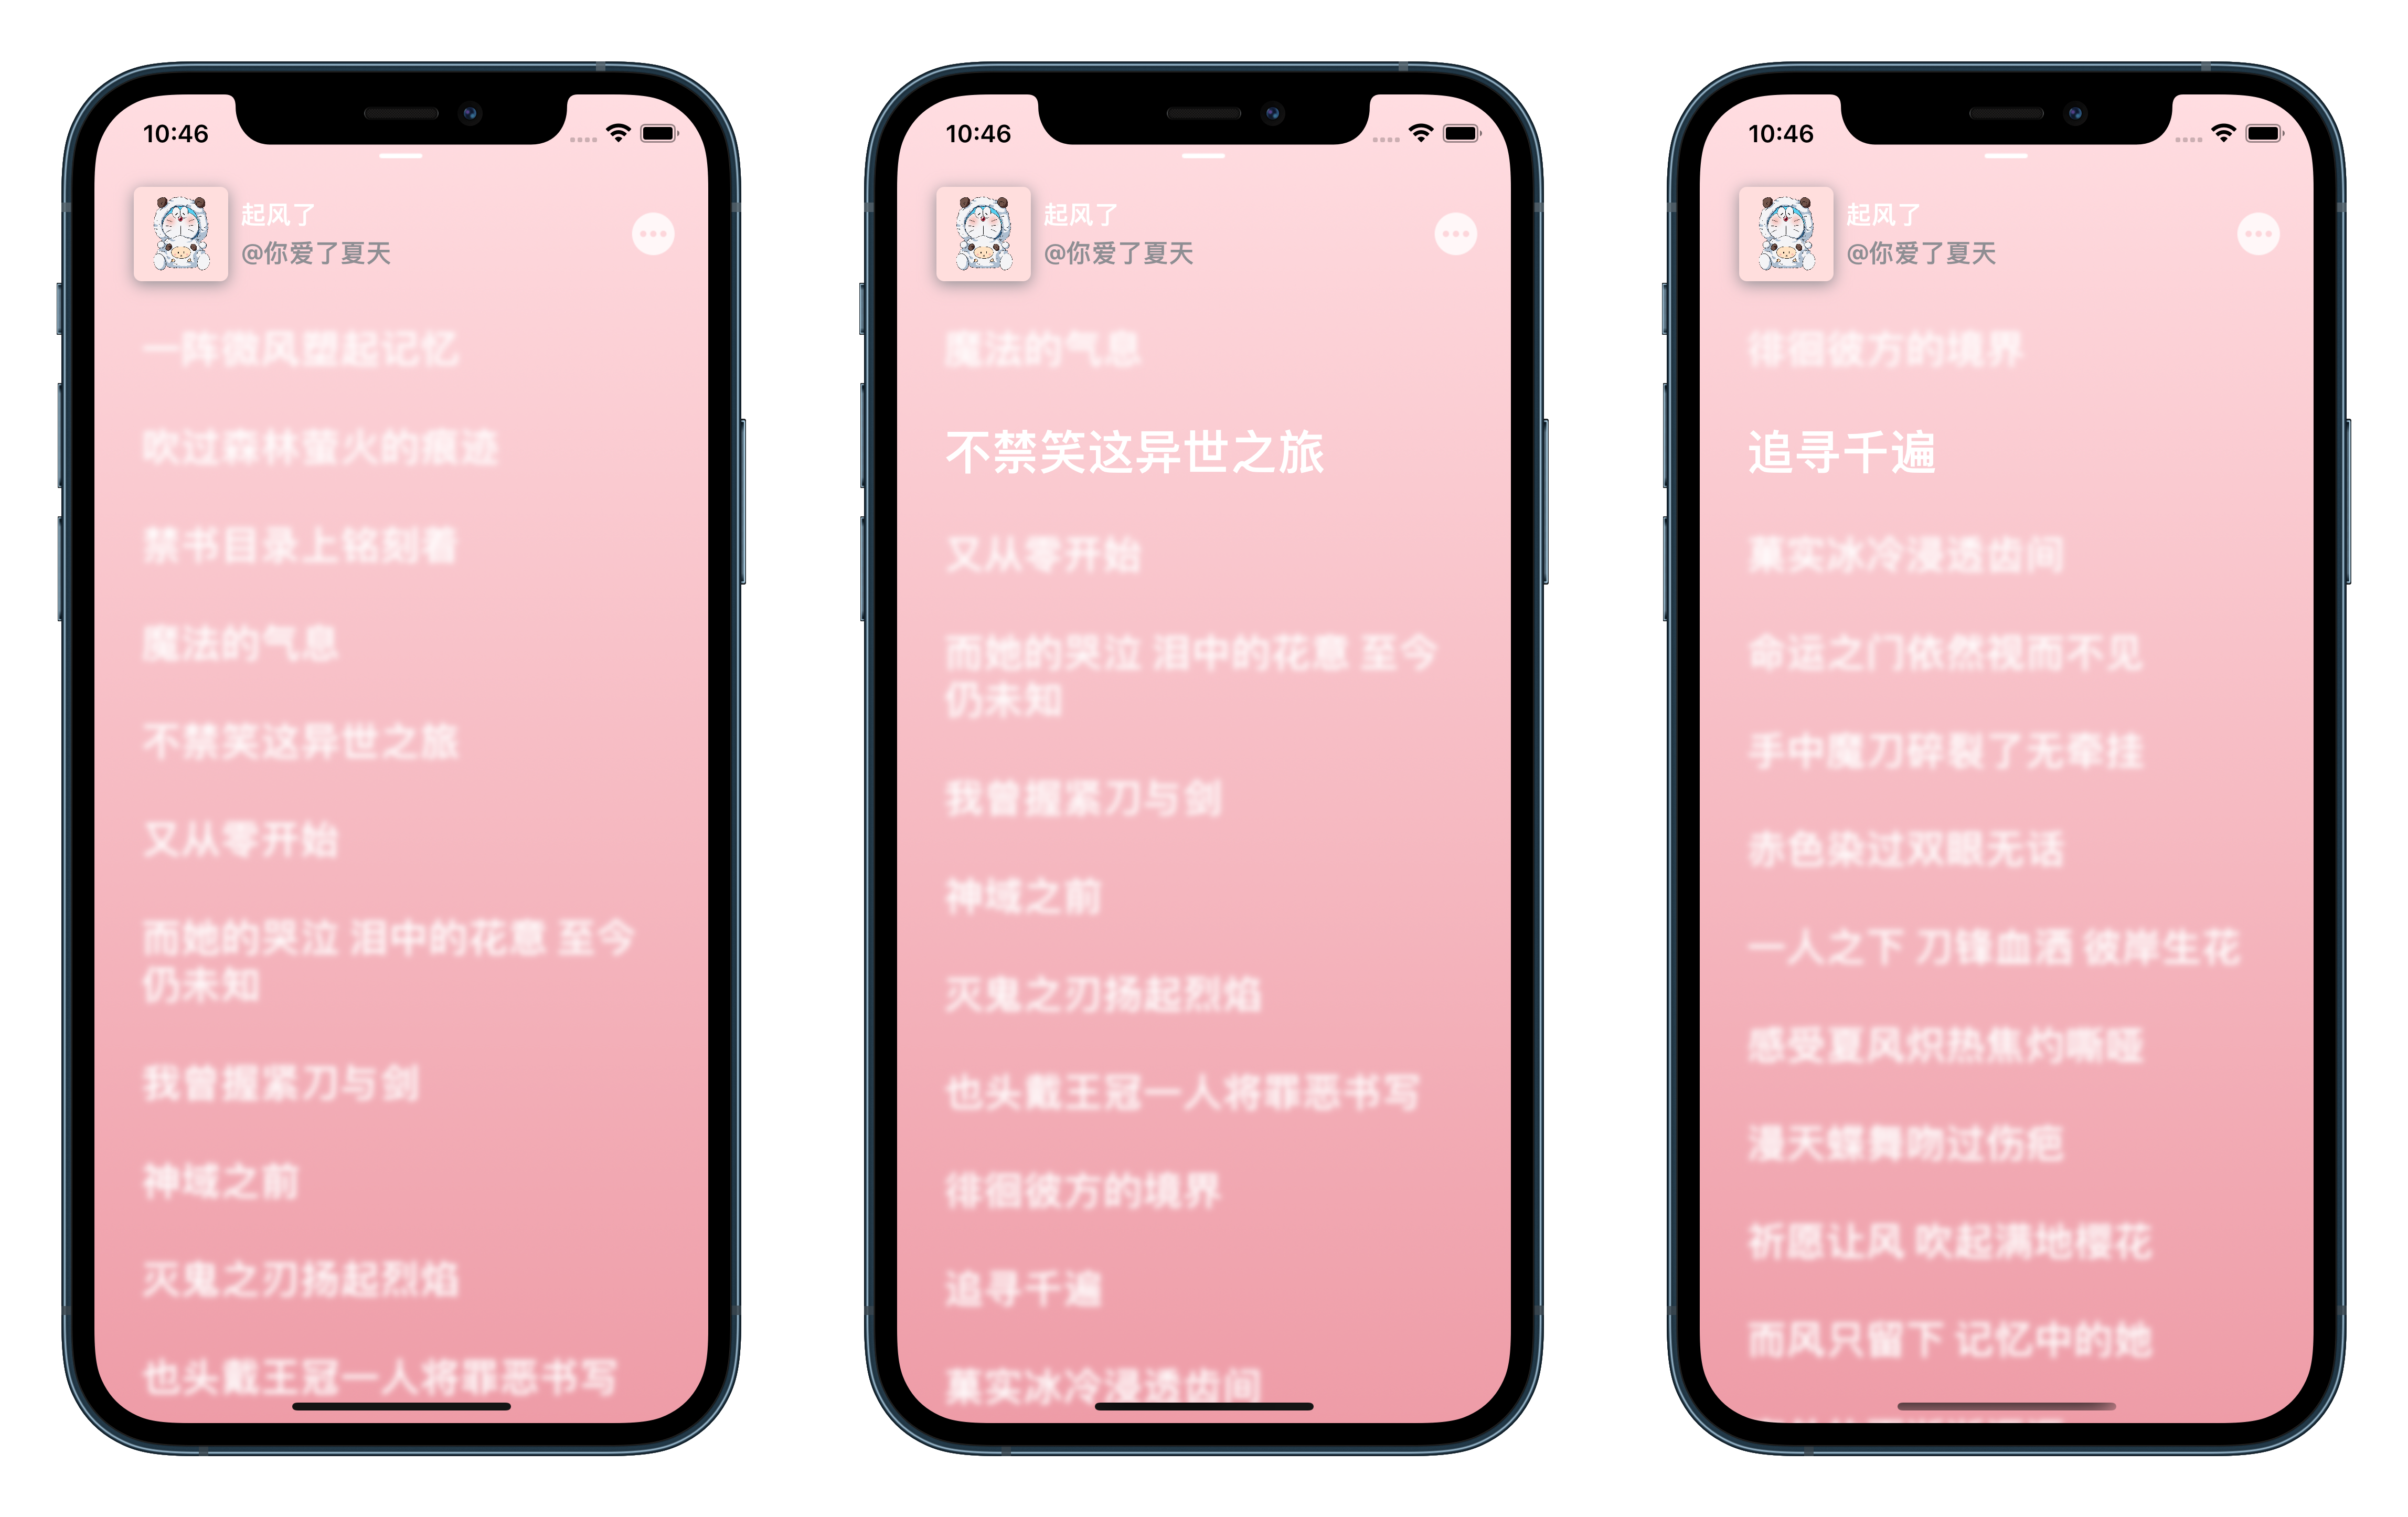 10:46
起风了
@你爱了夏天
一阵微风塑起记忆
吹过森林萤火的痕迹
禁书目录上铭刻着
魔法的气息
不禁笑这异世之旅
又从零开始
而她的哭泣 泪中的花意 至今
仍未知
我曾握紧刀与剑
神域之前
灭鬼之刃扬起烈焰
也头戴王冠一人将罪恶书写
10:46
起风了
@你爱了夏天
魔法的气息
不禁笑这异世之旅
又从零开始
而她的哭泣 泪中的花意 至今
仍未知
我曾握紧刀与剑
神域之前
灭鬼之刃扬起烈焰
也头戴王冠一人将罪恶书写
徘徊彼方的境界
追寻千遍
菓实冰冷浸透齿间
10:46
起风了
@你爱了夏天
徘徊彼方的境界
追寻千遍
菓实冰冷浸透齿间
命运之门依然视而不见
手中魔刀碎裂了无牵挂
赤色染过双眼无话
一人之下 刀锋血洒 彼岸生花
感受夏风炽热焦灼嘶哑
漫天蝶舞吻过伤疤
祈愿让风 吹起满地樱花
而风只留下 记忆中的她